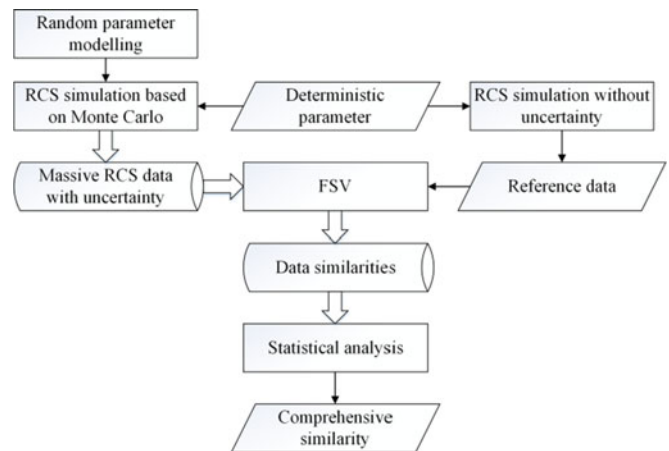 Random parameter
modelling
RCS simulation based
on Monte Carlo
Deterministic
parameter
RCS simulation without
uncertainty
Massive RCS data
with uncertainty
FSV
Reference data
Data similarities
Statistical analysis
Comprehensive
similarity